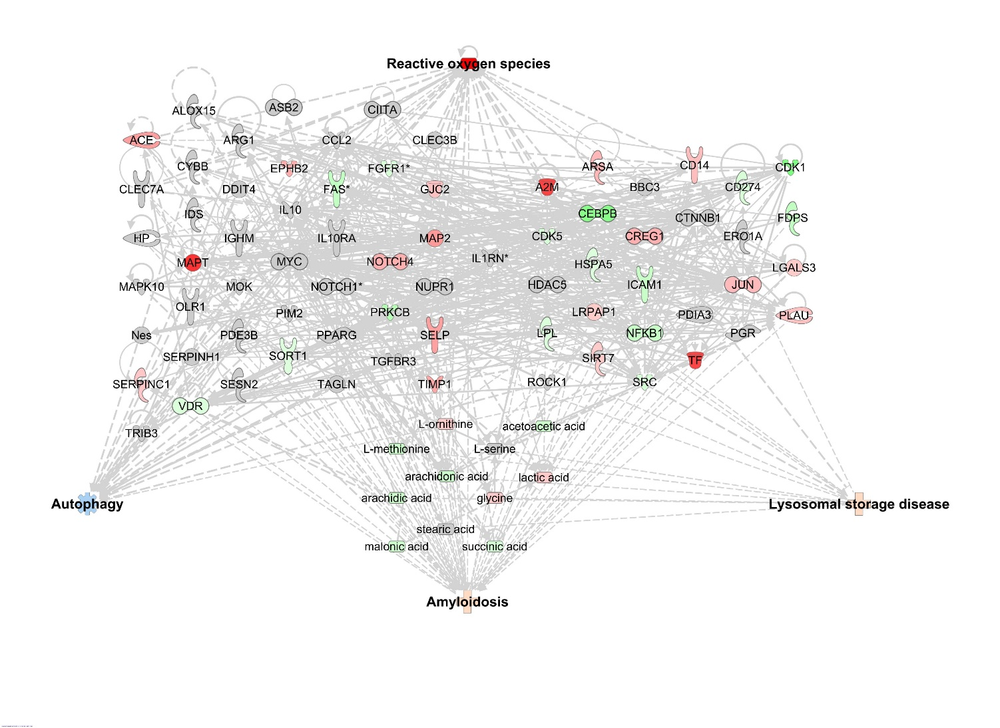 Reactive oxygen species
ALOX15
ASB2
CIITA
ACE
ARG1
CCL2
CLEC3B
CYBB
EPHB2
FGFR1*
ARSA
CD14
CDK1
CLEC7A
DDIT4
FAS*
GJC2
A2M
BBC3
CD274
IDS
IL10
CEBPB
CTNNB1
FDPS
HP
IGHM
IL10RA
MAP2
CDK5
CREG1
ERO1A
MAPT
MYC
NOTCH4
IL1RN*
HSPA5
LGALS3
MAPK10
MOK
NOTCH1*
NUPR1
HDAC5
ICAM1
JUN
OLR1
PIM2
PRKCB
LRPAP1
PDIA3
PLAU
Nes
PDE3B
PPARG
SELP
LPL
NFKB1
PGR
SERPINH1
SORT1
TGFBR3
SIRT7
TF
SERPINC1
SESN2
TAGLN
TIMP1
ROCK1
SRC
VDR
TRIB3
L-ornithine
acetoacetic acid
L-methionine
L-serine
arachidonic acid
lactic acid
arachidic acid
glycine
Autophagy
Lysosomal storage disease
stearic acid
malonic acid
succinic acid
Amyloidosis